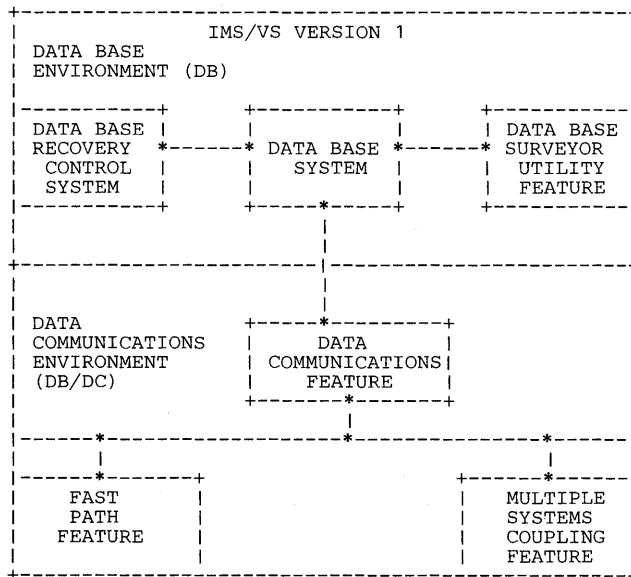 IMS/VS VERSION 1
DATA BASE
ENVIRONMENT (DB)
DATA BASE
RECOVERY
CONTROL
SYSTEM
DATA BASE
SYSTEM
DATA BASE
SURVEYOR
UTILITY
FEATURE
DATA
COMMUNICATIONS
ENVIRONMENT
(DB/DC)
DATA
COMMUNICATIONS
FEATURE
FAST
PATH
FEATURE
MULTIPLE
SYSTEMS
COUPLING
FEATURE